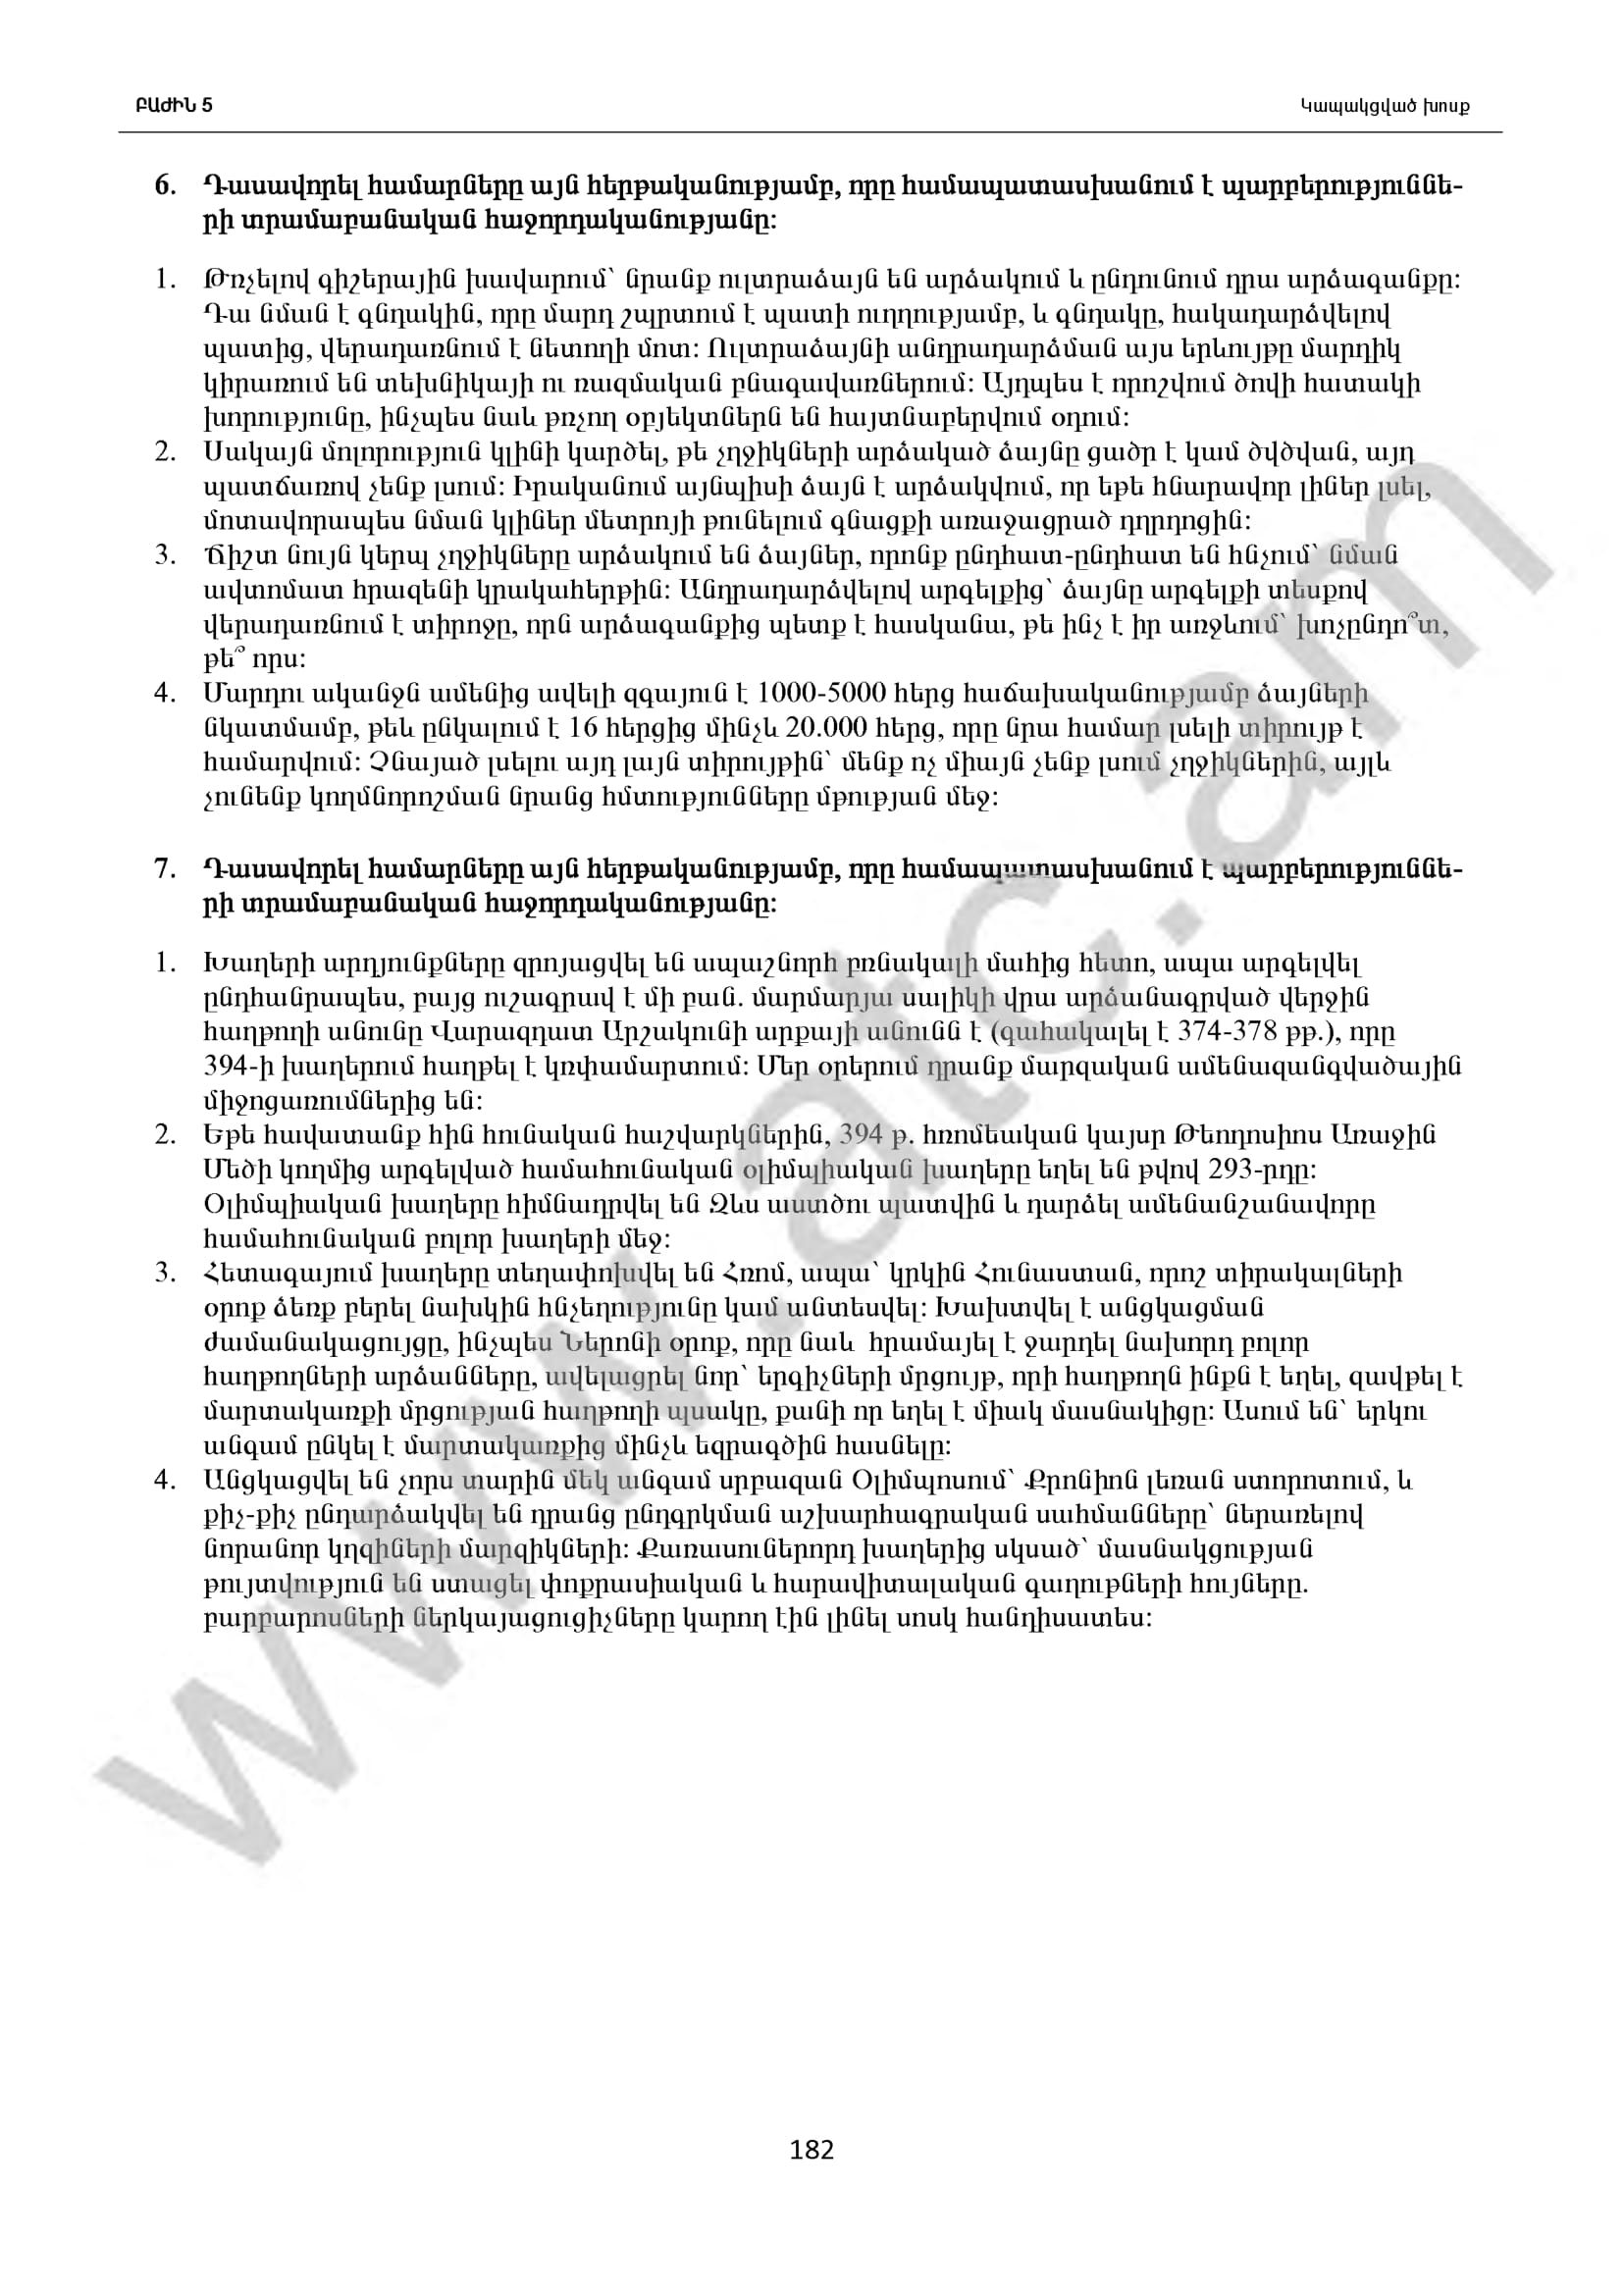 ԲԱԺԻՆ 5
Կապակցված խոսք
6. Դասավորել համարները այն հերթականությամբ, որը համապատասխանում է պարբերություննե-
րի տրամաբանական հաջորդականությանը:
1. Թռչելով գիշերային խավարում՝ նրանք ուլտրաձայն են արձակում և ընդունում դրա արձագանքը:
Դա նման է գնդակին, որը մարդ շպրտում է պատի ուղղությամբ, և գնդակը, հակադարձվելով
պատից, վերադառնում է նետողի մոտ: Ուլտրաձայնի անդրադարձման այս երևույթը մարդիկ
կիրառում են տեխնիկայի ու ռազմական բնագավառներում: Այդպես է որոշվում ծովի հատակի
խորությունը, ինչպես նաև թռչող օբյեկտներն են հայտնաբերվում օդում:
2. Սակայն մոլորություն կլինի կարծել, թե չղջիկների արձակած ձայնը ցածր է կամ ծվծվան, այդ
պատճառով չենք լսում: Իրականում այնպիսի ձայն է արձակվում, որ եթե հնարավոր լիներ լսել,
մոտավորապես նման կլիներ մետրոյի թունելում գնացքի առաջացրած դղրդոցին:
3. Ճիշտ նույն կերպ չղջիկները արձակում են ձայներ, որոնք ընդհատ-ընդհատ են հնչում՝ նման
ավտոմատ հրազենի կրակահերթին: Անդրադարձվելով արգելքից՝ ձայնը արգելքի տեսքով
վերադառնում է տիրոջը, որն արձագանքից պետք է հասկանա, թե ինչ է իր առջևում՝ խոչընդո՞տ,
թե՞ որս:
4. Մարդու ականջն ամենից ավելի զգայուն է 1000-5000 հերց հաճախականությամբ ձայների
նկատմամբ, թեև ընկալում է 16 հերցից մինչև 20.000 հերց, որը նրա համար լսելի տիրույթ է
համարվում: Չնայած լսելու այդ լայն տիրույթին՝ մենք ոչ միայն չենք լսում չղջիկներին, այլև
չունենք կողմնորոշման նրանց հմտությունները մթության մեջ:
7. Դասավորել համարները այն հերթականությամբ, որը համապատասխանում է պարբերություննե-
րի տրամաբանական հաջորդականությանը:
1. Խաղերի արդյունքները զրոյացվել են ապաշնորհ բռնակալի մահից հետո, ապա արգելվել
ընդհանրապես, բայց ուշագրավ է մի բան. մարմարյա սալիկի վրա արձանագրված վերջին
հաղթողի անունը Վարազդատ Արշակունի արքայի անունն է (գահակալել է 374-378 թթ.), որը
394-ի խաղերում հաղթել է կռփամարտում: Մեր օրերում դրանք մարզական ամենազանգվածային
միջոցառումներից են:
2. Եթե հավատանք հին հունական հաշվարկներին, 394 թ. հռոմեական կայսր Թեոդոսիոս Առաջին
Մեծի կողմից արգելված համահունական օլիմպիական խաղերը եղել են թվով 293-րդը:
Օլիմպիական խաղերը հիմնադրվել են Զևս աստծու պատվին և դարձել ամենանշանավորը
համահունական բոլոր խաղերի մեջ:
3. Հետագայում խաղերը տեղափոխվել են Հռոմ, ապա՝ կրկին Հունաստան, որոշ տիրակալների
օրոք ձեռք բերել նախկին հնչեղությունը կամ անտեսվել: Խախտվել է անցկացման
ժամանակացույցը, ինչպես Ներոնի օրոք, որը նաև հրամայել է ջարդել նախորդ բոլոր
հաղթողների արձանները, ավելացրել նոր՝ երգիչների մրցույթ, որի հաղթողն ինքն է եղել, զավթել է
մարտակառքի մրցության հաղթողի պսակը, քանի որ եղել է միակ մասնակիցը: Ասում են՝ երկու
անգամ ընկել է մարտակառքից մինչև եզրագծին հասնելը:
4. Անցկացվել են չորս տարին մեկ անգամ սրբազան Օլիմպոսում՝ Քրոնիոն լեռան ստորոտում, և
քիչ-քիչ ընդարձակվել են դրանց ընդգրկման աշխարհագրական սահմանները՝ ներառելով
նորանոր կղզիների մարզիկների: Քառասուներորդ խաղերից սկսած՝ մասնակցության
թույտվություն են ստացել փոքրասիական և հարավիտալական գաղութների հույները.
բարբարոսների ներկայացուցիչները կարող էին լինել սոսկ հանդիսատես:
www.atc.am
182